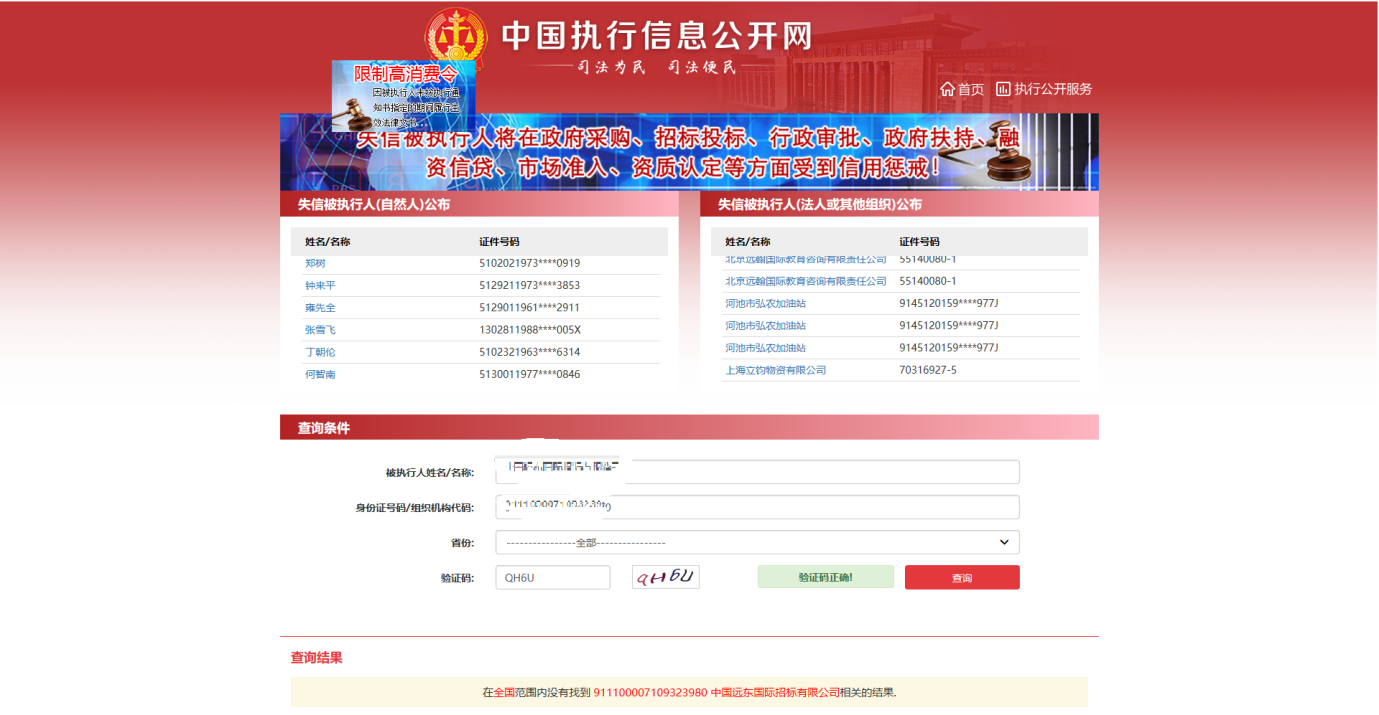 中国执行信息公开网
司法为民 司法便民
限制高消费令
首页 执行公开服务
失信被执行人将在政府采购、招标投标、行政审批、政府扶持、融
资信贷、市场准入、资质认定等方面受到信用惩戒！
失信被执行人(自然人)公布
姓名/名称 证件号码
郑树 5102021973****0919
钟来平 5129211973****3853
雍先全 5129011961****2911
张雪飞 1302811988****005X
丁朝伦 5102321963****6314
何智南 5130011977****0846
失信被执行人(法人或其他组织)公布
姓名/名称 证件号码
北京远翰国际教育咨询有限责任公司 55140080-1
北京远翰国际教育咨询有限责任公司 55140080-1
河池市弘农加油站 9145120159****977J
河池市弘农加油站 9145120159****977J
河池市弘农加油站 9145120159****977J
上海立钧物资有限公司 70316927-5
查询条件
被执行人姓名/名称:
身份证号码/组织机构代码:
省份: ----------------全部----------------
验证码: QH6U QH6U 验证码正确! 查询
查询结果
在全国范围内没有找到 911100007109323980 中国远东国际招标有限公司相关的结果.